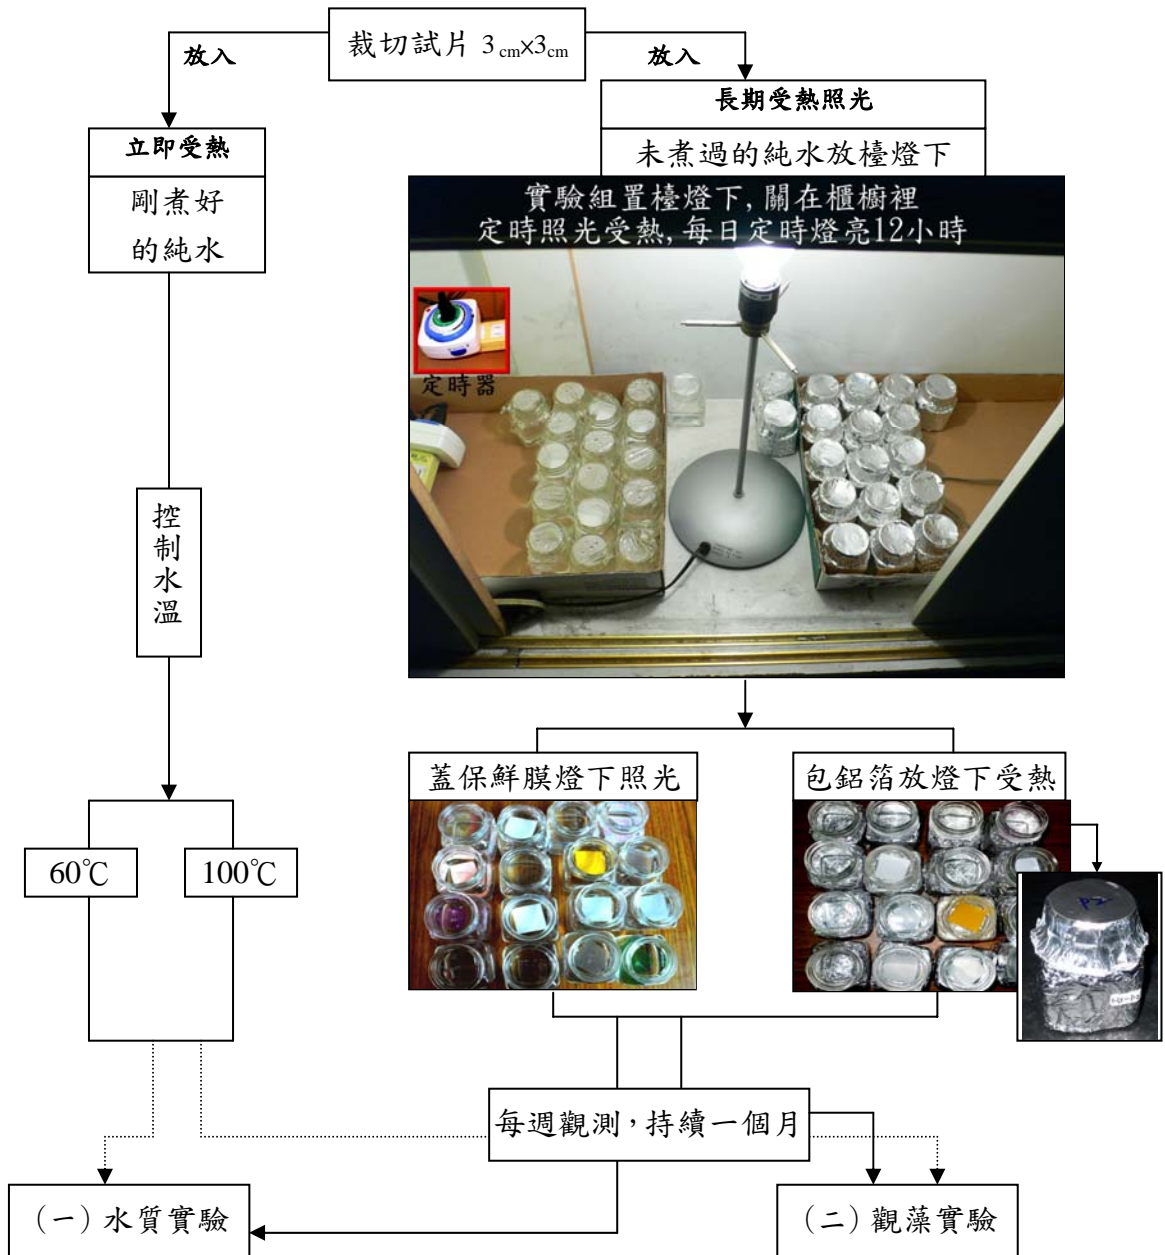 裁切試片 3cm×3cm
放入
放入
長期受熱照光
未煮過的純水放檯燈下
立即受熱
剛煮好
的純水
實驗組置檯燈下, 關在櫃櫥裡
定時照光受熱, 每日定時燈亮12小時
定時器
控制水溫
蓋保鮮膜燈下照光
包鋁箔放燈下受熱
60℃
100℃
每週觀測，持續一個月
（一）水質實驗
（二）觀藻實驗